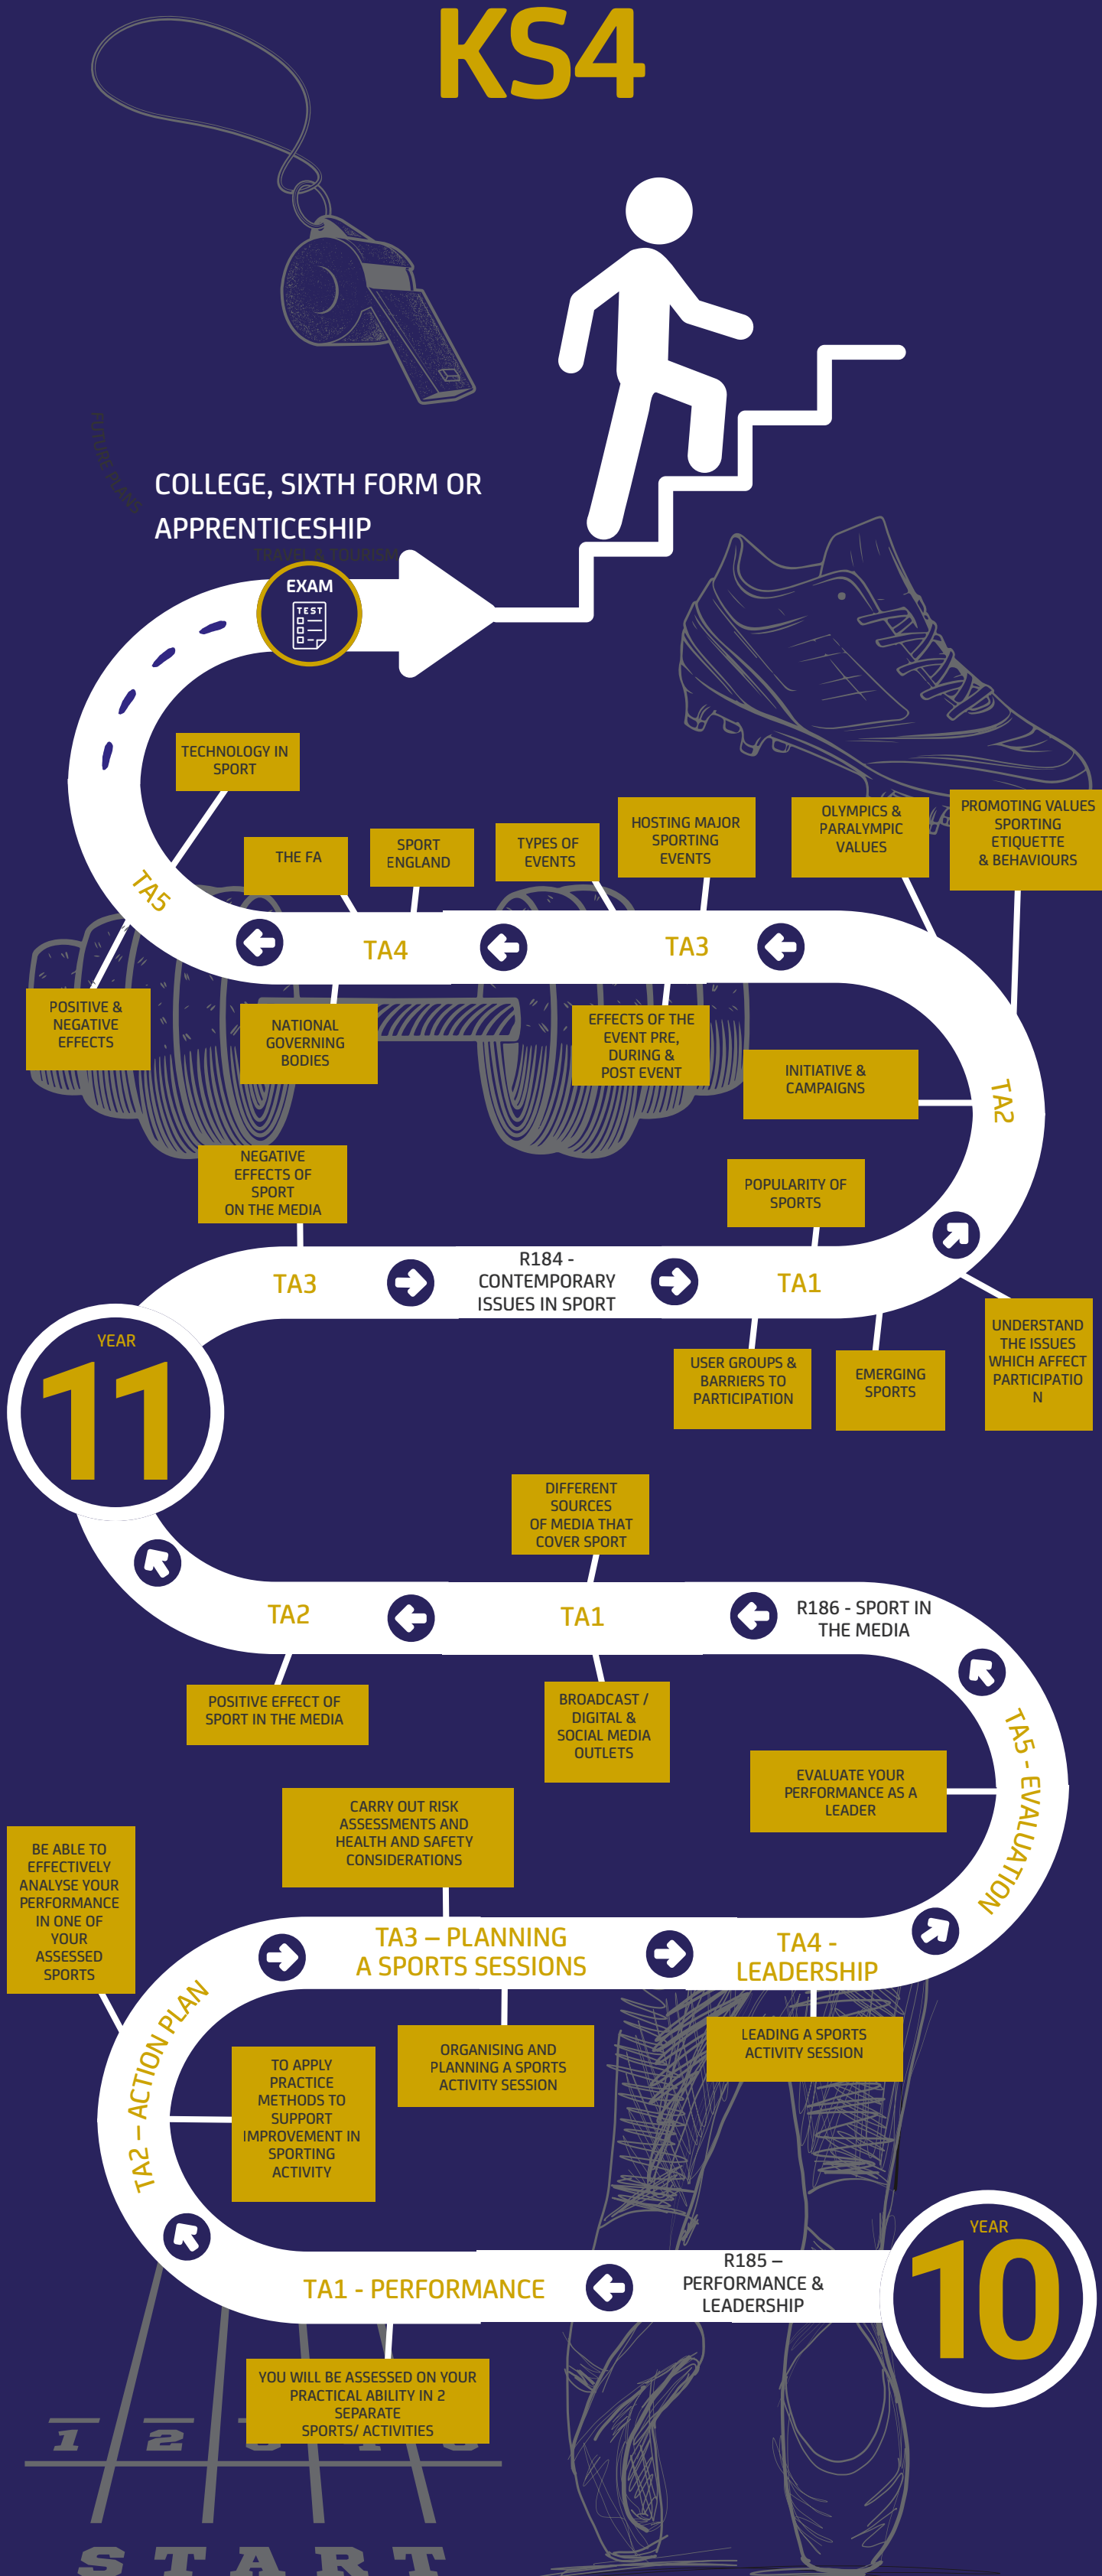 KS4
FUTURE PLANS
COLLEGE, SIXTH FORM OR
APPRENTICESHIP
TRAVEL & TOURISM
EXAM
TEST
TECHNOLOGY IN
SPORT
THE FA
SPORT
ENGLAND
TYPES OF
EVENTS
HOSTING MAJOR
SPORTING
EVENTS
OLYMPICS &
PARALYMPIC
VALUES
PROMOTING VALUES
SPORTING
ETIQUETTE
& BEHAVIOURS
TA5
TA4
TA3
POSITIVE &
NEGATIVE
EFFECTS
NATIONAL
GOVERNING
BODIES
EFFECTS OF THE
EVENT PRE,
DURING &
POST EVENT
INITIATIVE &
CAMPAIGNS
TA2
NEGATIVE
EFFECTS OF
SPORT
ON THE MEDIA
POPULARITY OF
SPORTS
TA3
R184 -
CONTEMPORARY
ISSUES IN SPORT
TA1
YEAR
11
USER GROUPS &
BARRIERS TO
PARTICIPATION
EMERGING
SPORTS
UNDERSTAND
THE ISSUES
WHICH AFFECT
PARTICIPATIO
N
DIFFERENT
SOURCES
OF MEDIA THAT
COVER SPORT
TA2
TA1
R186 - SPORT IN
THE MEDIA
POSITIVE EFFECT OF
SPORT IN THE MEDIA
BROADCAST /
DIGITAL &
SOCIAL MEDIA
OUTLETS
TA5 - EVALUATION
EVALUATE YOUR
PERFORMANCE AS A
LEADER
CARRY OUT RISK
ASSESSMENTS AND
HEALTH AND SAFETY
CONSIDERATIONS
BE ABLE TO
EFFECTIVELY
ANALYSE YOUR
PERFORMANCE
IN ONE OF
YOUR
ASSESSED
SPORTS
TA3 – PLANNING
A SPORTS SESSIONS
TA4 -
LEADERSHIP
TA2 – ACTION PLAN
ORGANISING AND
PLANNING A SPORTS
ACTIVITY SESSION
LEADING A SPORTS
ACTIVITY SESSION
TO APPLY
PRACTICE
METHODS TO
SUPPORT
IMPROVEMENT IN
SPORTING
ACTIVITY
TA1 - PERFORMANCE
R185 –
PERFORMANCE &
LEADERSHIP
YEAR
10
YOU WILL BE ASSESSED ON YOUR
PRACTICAL ABILITY IN 2
SEPARATE
SPORTS/ ACTIVITIES
1 2
START